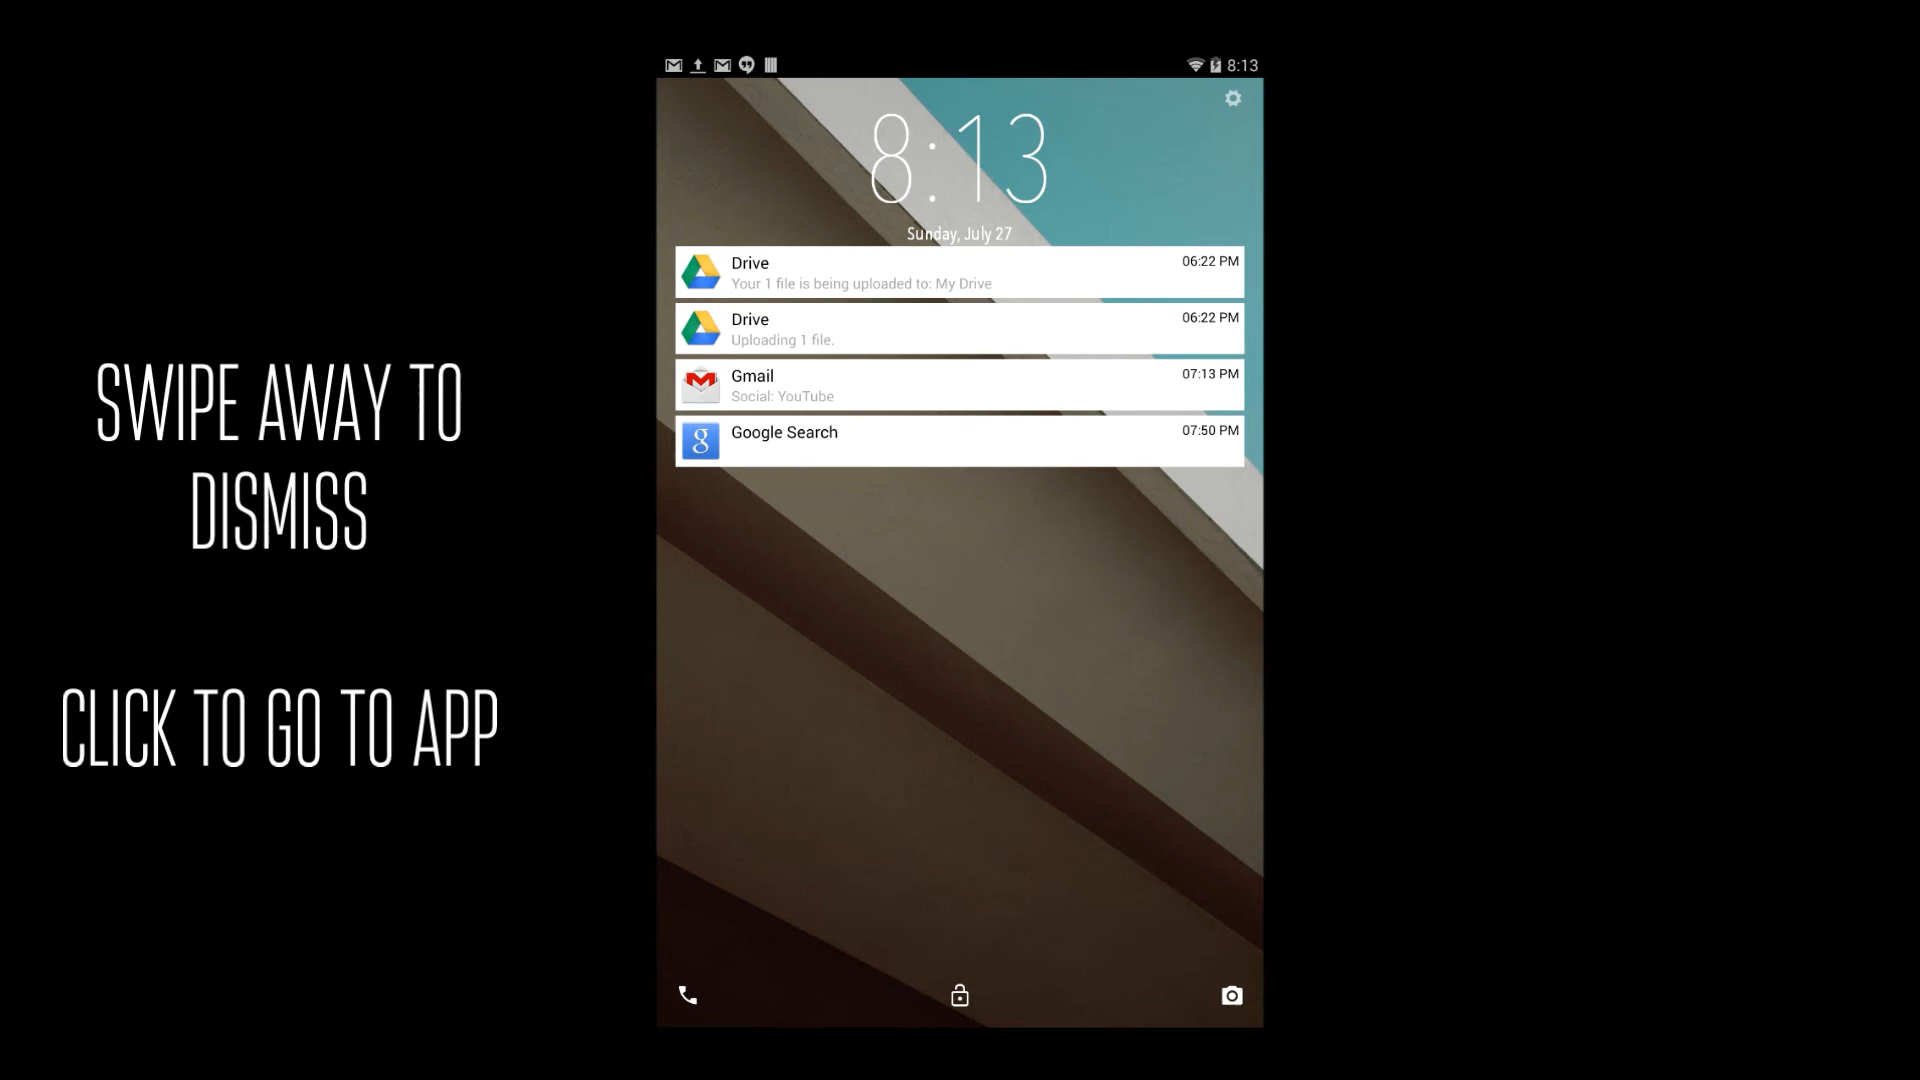 8:13
8:13
Sunday, July 27
Drive
06:22 PM
Your 1 file is being uploaded to: My Drive
Drive
06:22 PM
Uploading 1 file.
Gmail
07:13 PM
Social: YouTube
Google Search
07:50 PM
g
SWIPE AWAY TO
DISMISS
CLICK TO GO TO APP